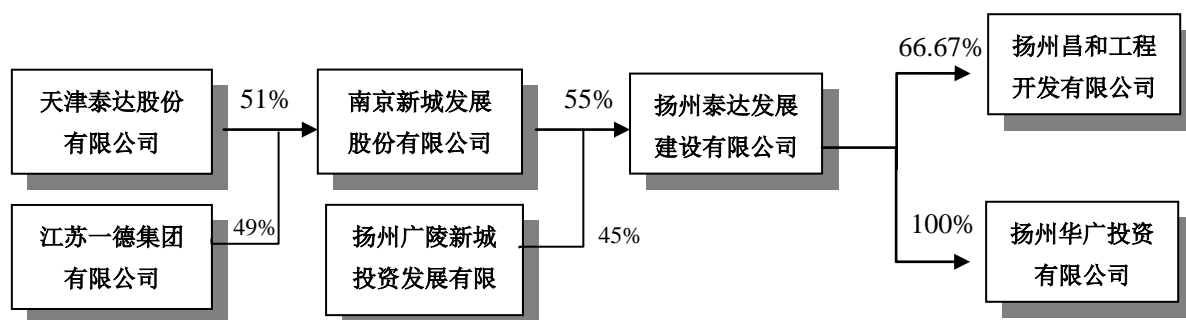 天津泰达股份
有限公司
51%
江苏一德集团
有限公司
49%
南京新城发展
股份有限公司
55%
扬州广陵新城
投资发展有限
45%
扬州泰达发展
建设有限公司
66.67%
扬州昌和工程
开发有限公司
100%
扬州华广投资
有限公司